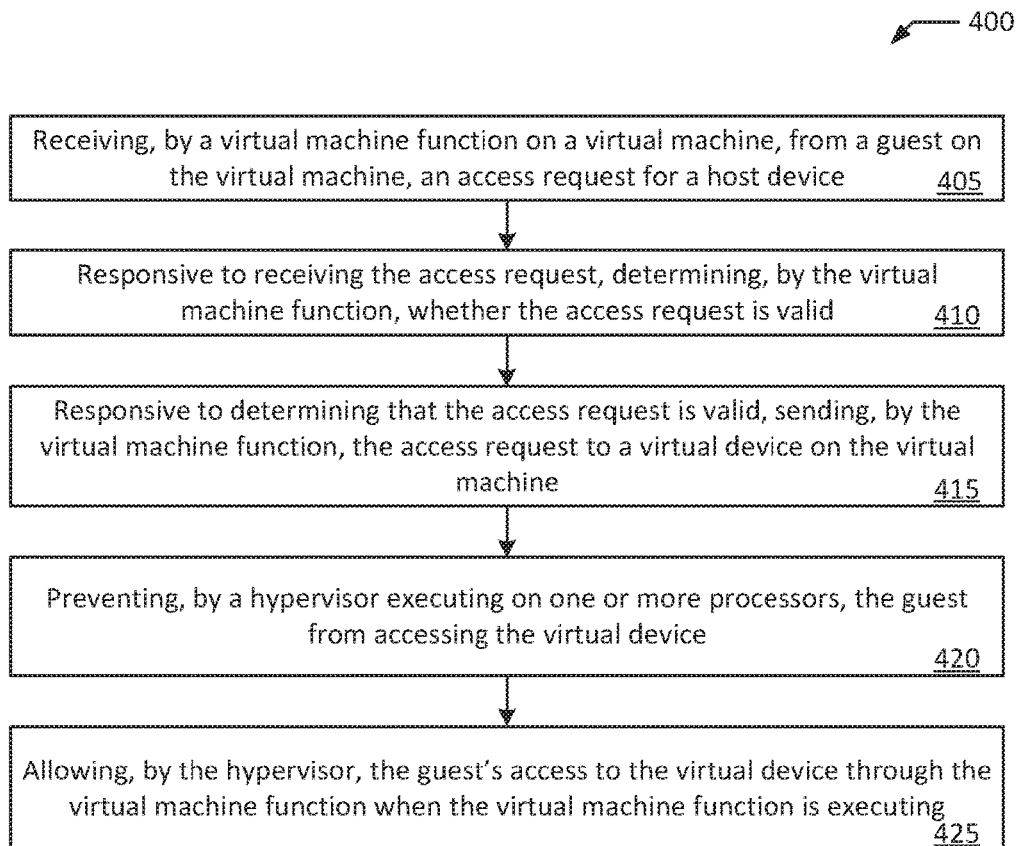 400
Receiving, by a virtual machine function on a virtual machine, from a guest on
the virtual machine, an access request for a host device
405
Responsive to receiving the access request, determining, by the virtual
machine function, whether the access request is valid
410
Responsive to determining that the access request is valid, sending, by the
virtual machine function, the access request to a virtual device on the virtual
machine
415
Preventing, by a hypervisor executing on one or more processors, the guest
from accessing the virtual device
420
Allowing, by the hypervisor, the guest's access to the virtual device through the
virtual machine function when the virtual machine function is executing
425